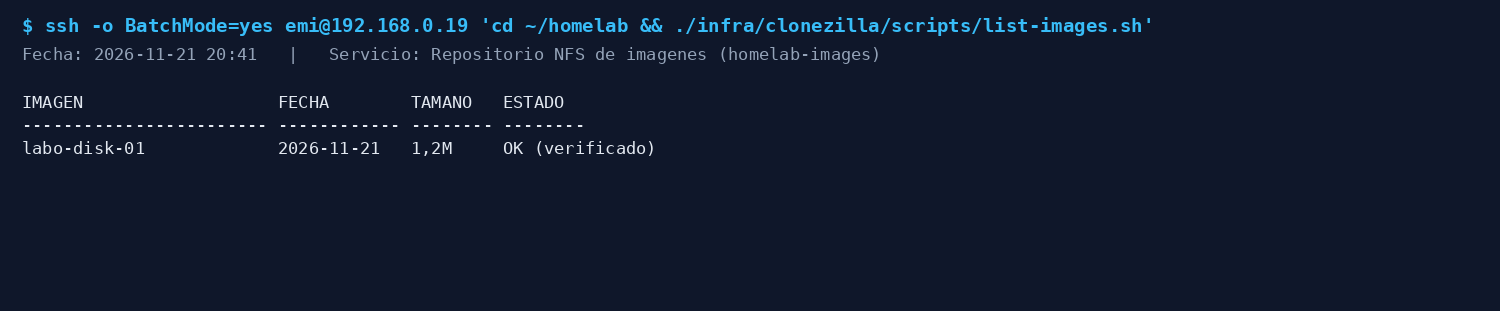 $ ssh -o BatchMode=yes emi@192.168.0.19 'cd ~/homelab && ./infra/clonezilla/scripts/list-images.sh'
Fecha: 2026-11-21 20:41   |   Servicio: Repositorio NFS de imagenes (homelab-images)
IMAGEN                   FECHA        TAMANO   ESTADO
------------------------ ------------ -------- --------
labo-disk-01             2026-11-21   1,2M     OK (verificado)